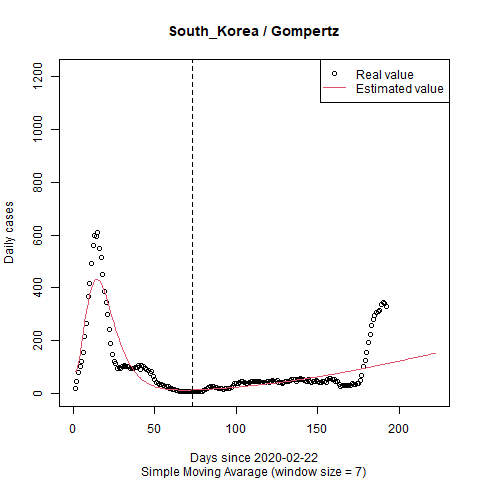 South_Korea / Gompertz
Real value
Estimated value
Daily cases
0
200
400
600
800
1000
1200
0
50
100
150
200
Days since 2020-02-22
Simple Moving Avarage (window size = 7)